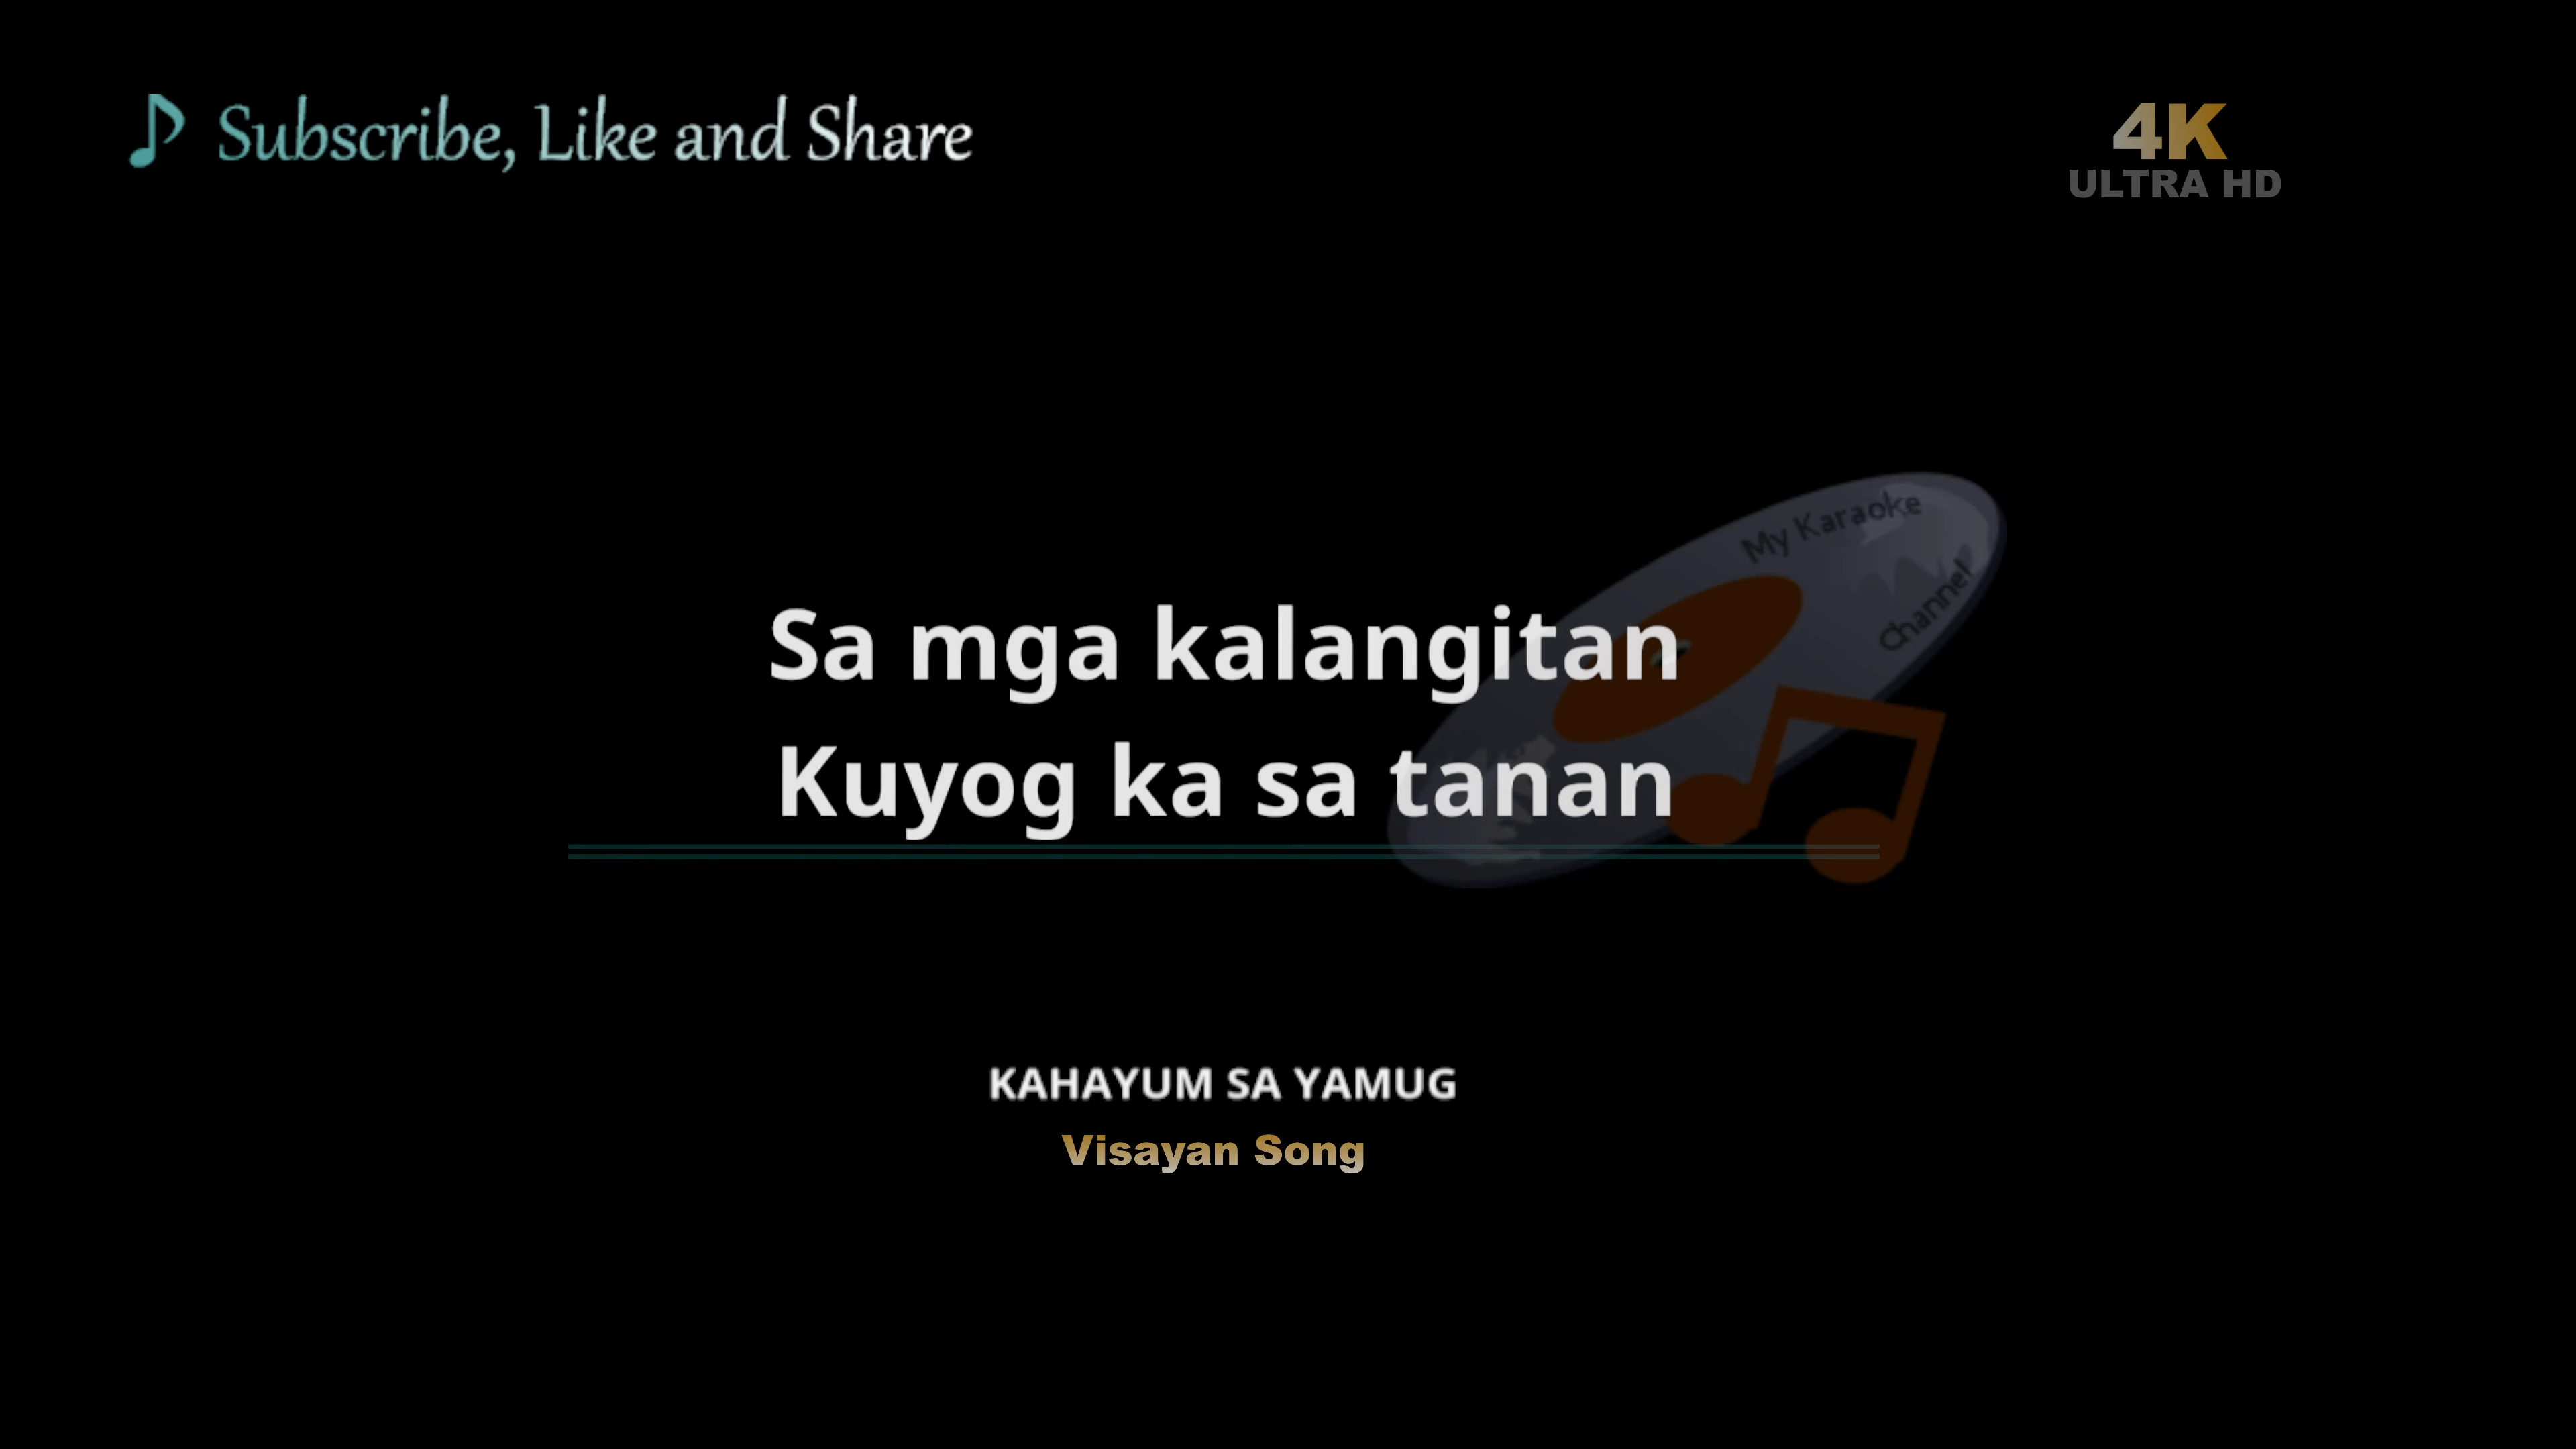 Subscribe, Like and Share
4K
ULTRA HD
My Karaoke
channel
Sa mga kalangitan
Kuyog ka sa tanan
KAHAYUM SA YAMUG
Visayan Song